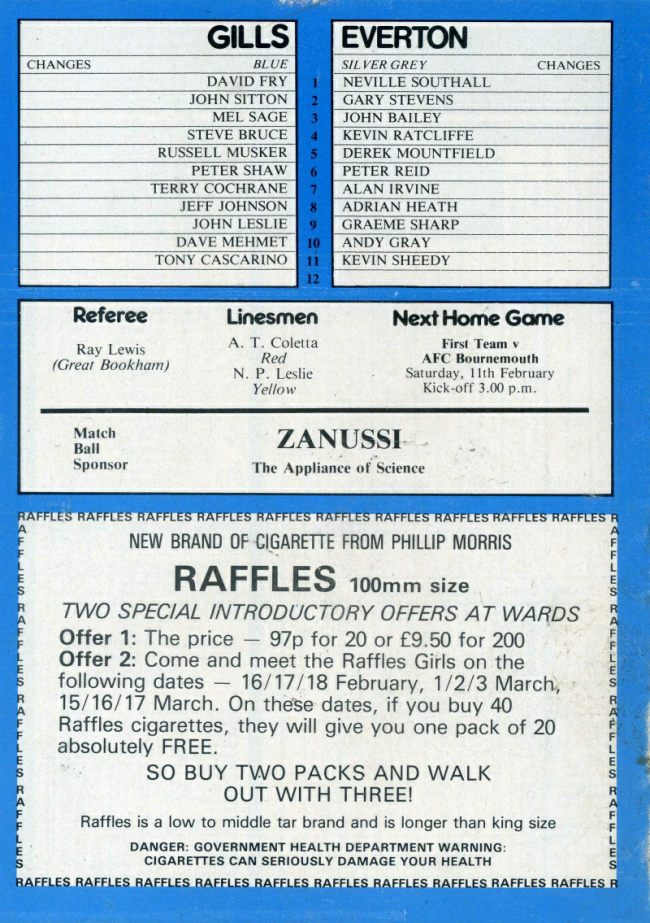 GILLS
CHANGES BLUE
DAVID FRY
JOHN SITTON
MEL SAGE
STEVE BRUCE
RUSSELL MUSKER
PETER SHAW
TERRY COCHRANE
JEFF JOHNSON
JOHN LESLIE
DAVE MEHMET
TONY CASCARINO
1
2
3
4
5
6
7
8
9
10
11
12
EVERTON
SILVER GREY CHANGES
NEVILLE SOUTHALL
GARY STEVENS
JOHN BAILEY
KEVIN RATCLIFFE
DEREK MOUNTFIELD
PETER REID
ALAN IRVINE
ADRIAN HEATH
GRAEME SHARP
ANDY GRAY
KEVIN SHEEDY
Referee
Ray Lewis
(Great Bookham)
Linesmen
A. T. Coletta
Red
N. P. Leslie
Yellow
Next Home Game
First Team v
AFC Bournemouth
Saturday, 11th February
Kick-off 3.00 p.m.
Match
Ball
Sponsor
ZANUSSI
The Appliance of Science
RAFFLES RAFFLES RAFFLES RAFFLES RAFFLES RAFFLES RAFFLES RAFFLES RAFFLES RAFFLES R
NEW BRAND OF CIGARETTE FROM PHILLIP MORRIS
RAFFLES 100mm size
TWO SPECIAL INTRODUCTORY OFFERS AT WARDS
Offer 1: The price — 97p for 20 or £9.50 for 200
Offer 2: Come and meet the Raffles Girls on the
following dates — 16/17/18 February, 1/2/3 March,
15/16/17 March. On these dates, if you buy 40
Raffles cigarettes, they will give you one pack of 20
absolutely FREE.
SO BUY TWO PACKS AND WALK
OUT WITH THREE!
Raffles is a low to middle tar brand and is longer than king size
DANGER: GOVERNMENT HEALTH DEPARTMENT WARNING:
CIGARETTES CAN SERIOUSLY DAMAGE YOUR HEALTH
RAFFLES RAFFLES RAFFLES RAFFLES RAFFLES RAFFLES RAFFLES RAFFLES RAFFLES RAFFLES R
AFFLES RAFFLES RAFFLES RAFFLES RAFFLES
AFFLES RAFFLES RAFFLES RAFFLES RAFFLES